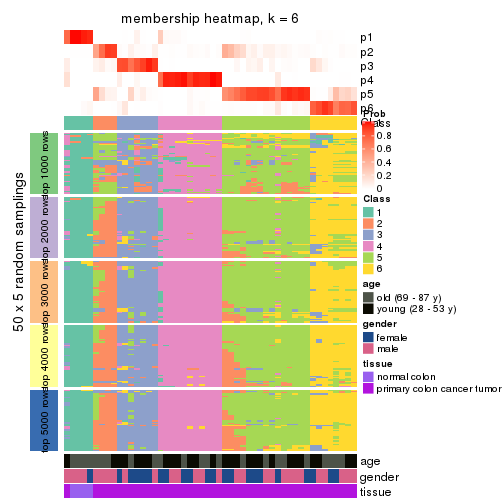 membership heatmap, k = 6
p1
p2
p3
p4
p5
p6
Class
Prob
1
0.8
0.6
0.4
0.2
0
Class
1
2
3
4
5
6
age
old (69 - 87 y)
young (28 - 53 y)
gender
female
male
tissue
normal colon
primary colon cancer tumor
50 x 5 random samplings
top 1000 rows
top 2000 rows
top 3000 rows
top 4000 rows
top 5000 rows
age
gender
tissue